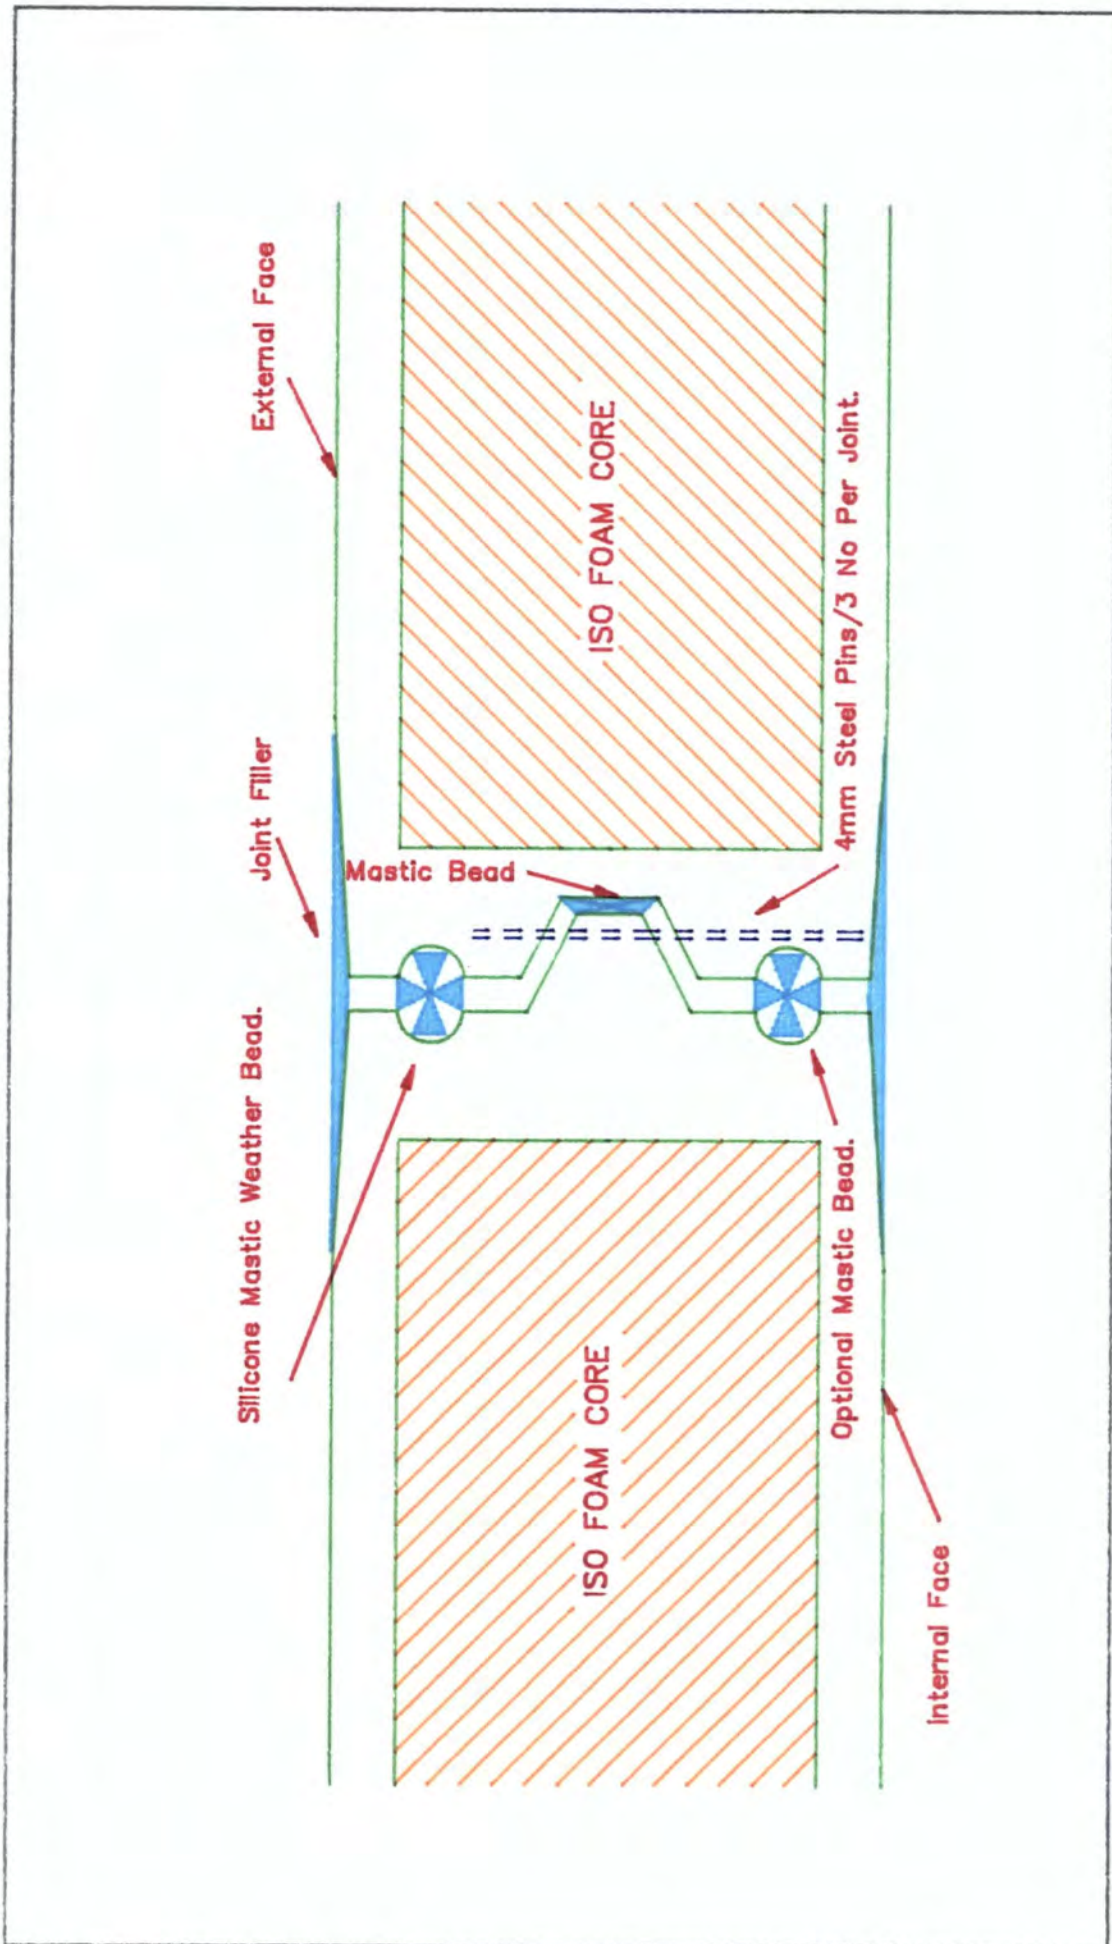 External Face
Joint Filler
Silicone Mastic Weather Bead.
Mastic Bead
ISO FOAM CORE
ISO FOAM CORE
4mm Steel Pins/3 No Per Joint.
Optional Mastic Bead.
Internal Face